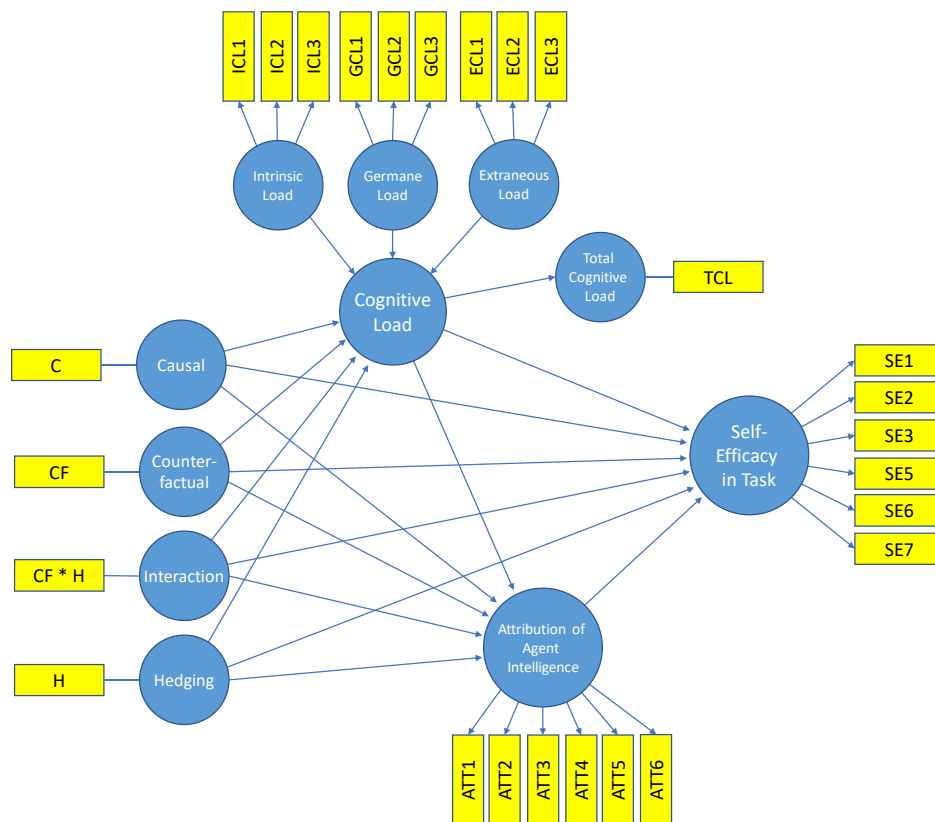 ICL1
ICL2
ICL3
GCL1
GCL2
GCL3
ECL1
ECL2
ECL3
Intrinsic
Load
Germane
Load
Extraneous
Load
Total
Cognitive
Load
TCL
Cognitive
Load
C
Causal
SE1
SE2
SE3
SE5
SE6
SE7
Self-
Efficacy
in Task
CF
Counter-
factual
CF * H
Interaction
H
Hedging
Attribution of
Agent
Intelligence
ATT1
ATT2
ATT3
ATT4
ATT5
ATT6